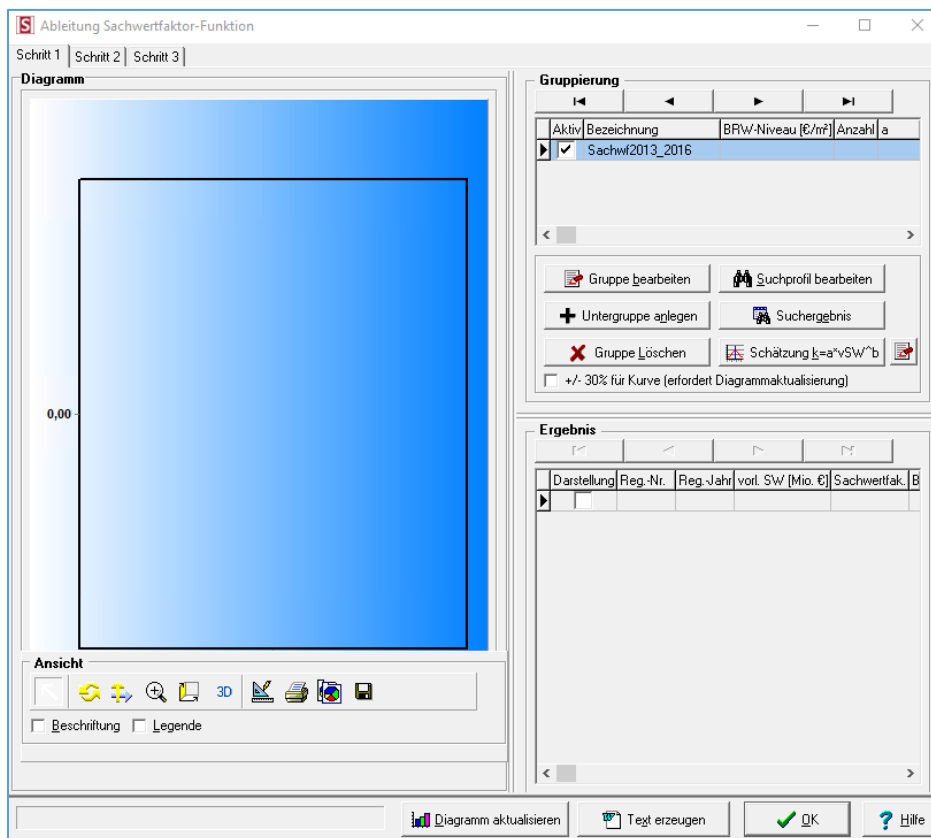 S Ableitung Sachwertfaktor-Funktion
Schritt 1 Schritt 2 Schritt 3
Diagramm
0,00
Ansicht
3D
Beschriftung Legende
Gruppierung
Aktiv Bezeichnung BRW-Niveau [€/m²] Anzahl a
Sachwf2013_2016
Gruppe bearbeiten Suchprofil bearbeiten
Untergruppe anlegen Suchergebnis
Gruppe Löschen Schätzung k=a*vSW^b
+/- 30% für Kurve (erfordert Diagrammaktualisierung)
Ergebnis
Darstellung Reg.-Nr. Reg.-Jahr vorl. SW [Mio. €] Sachwertfak. B
Diagramm aktualisieren Text erzeugen OK ? Hilfe